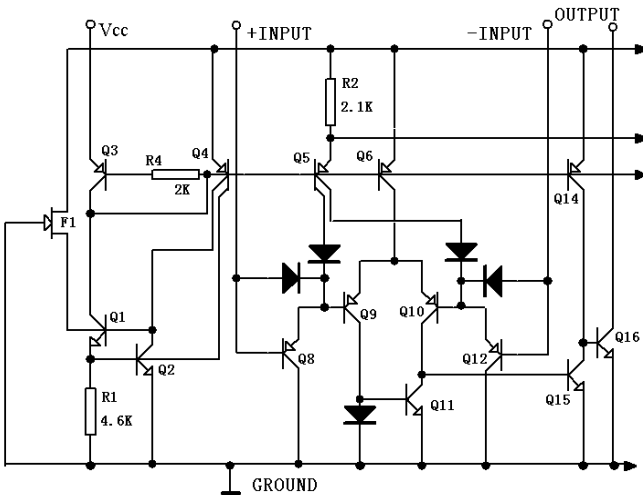 Vcc
+INPUT
-INPUT
OUTPUT
R2
2.1K
Q3
R4
2K
Q4
Q5
Q6
Q14
F1
Q1
Q2
Q8
Q9
Q10
Q12
Q16
R1
4.6K
Q11
Q15
GROUND